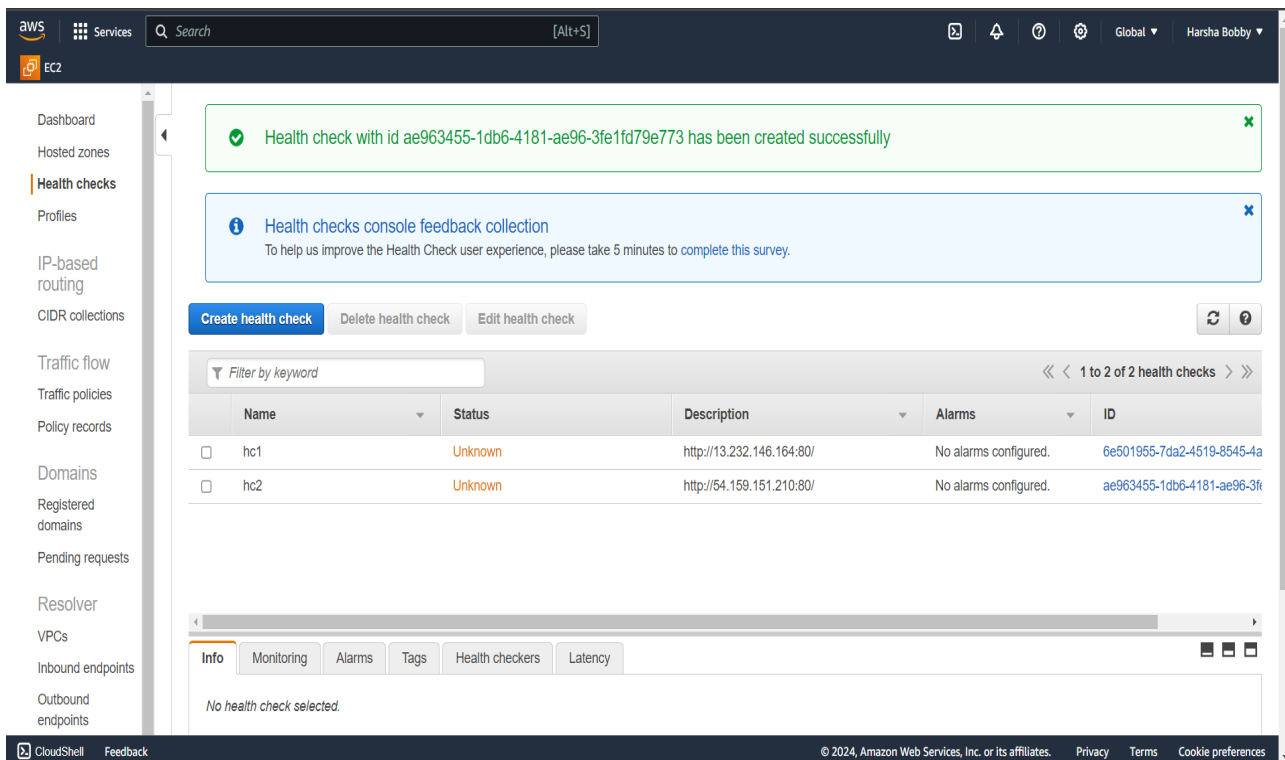 aws
Services
Search
[Alt+S]
Global ▼
Harsha Bobby ▼
EC2
Dashboard
Hosted zones
Health checks
Profiles
IP-based
routing
CIDR collections
Traffic flow
Traffic policies
Policy records
Domains
Registered
domains
Pending requests
Resolver
VPCs
Inbound endpoints
Outbound
endpoints
Health check with id ae963455-1db6-4181-ae96-3fe1fd79e773 has been created successfully
Health checks console feedback collection
To help us improve the Health Check user experience, please take 5 minutes to complete this survey.
Create health check
Delete health check
Edit health check
Filter by keyword
1 to 2 of 2 health checks
Name
Status
Description
Alarms
ID
hc1 Unknown http://13.232.146.164:80/ No alarms configured. 6e501955-7da2-4519-8545-4a
hc2 Unknown http://54.159.151.210:80/ No alarms configured. ae963455-1db6-4181-ae96-3fe
Info
Monitoring
Alarms
Tags
Health checkers
Latency
No health check selected.
CloudShell
Feedback
© 2024, Amazon Web Services, Inc. or its affiliates.
Privacy
Terms
Cookie preferences